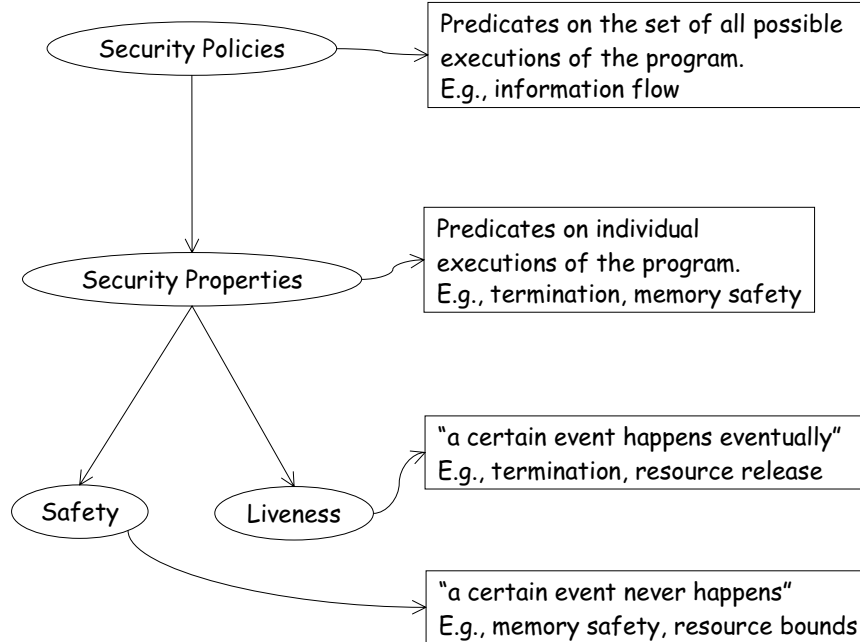 Security Policies
Predicates on the set of all possible
executions of the program.
E.g., information flow
Security Properties
Predicates on individual
executions of the program.
E.g., termination, memory safety
“a certain event happens eventually”
E.g., termination, resource release
Safety
Liveness
“a certain event never happens”
E.g., memory safety, resource bounds